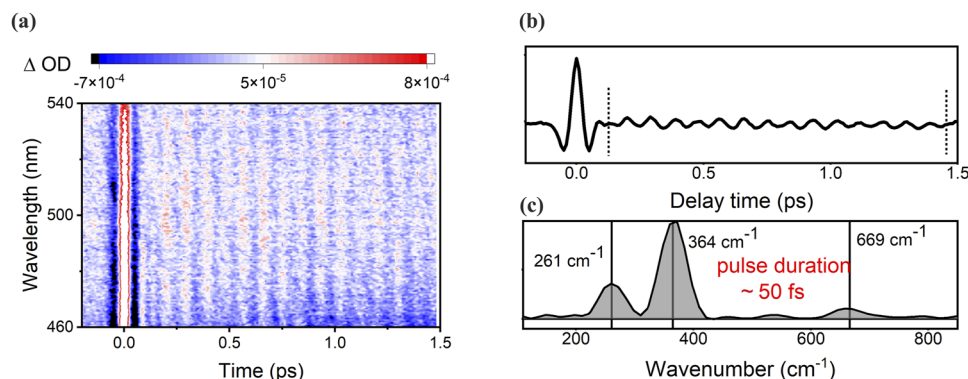 (a)
Δ OD
-7×10⁻⁴ 5×10⁻⁵ 8×10⁻⁴
540
500
460
Wavelength (nm)
0.0 0.5 1.0 1.5
Time (ps)
(b)
0.0 0.5 1.0 1.5
Delay time (ps)
(c)
261 cm⁻¹
364 cm⁻¹
669 cm⁻¹
pulse duration
~ 50 fs
200 400 600 800
Wavenumber (cm⁻¹)